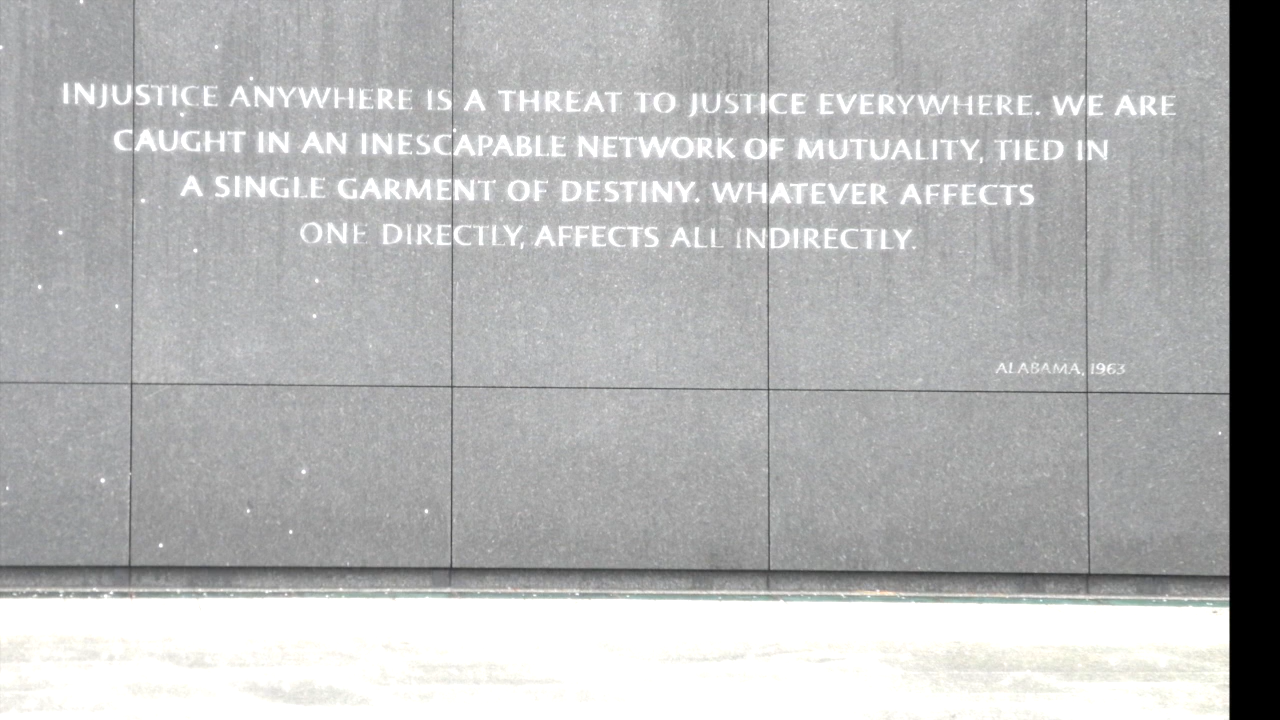 INJUSTICE ANYWHERE IS A THREAT TO JUSTICE EVERYWHERE. WE ARE
CAUGHT IN AN INESCAPABLE NETWORK OF MUTUALITY, TIED IN
A SINGLE GARMENT OF DESTINY. WHATEVER AFFECTS
ONE DIRECTLY, AFFECTS ALL INDIRECTLY.
ALABAMA, 1963